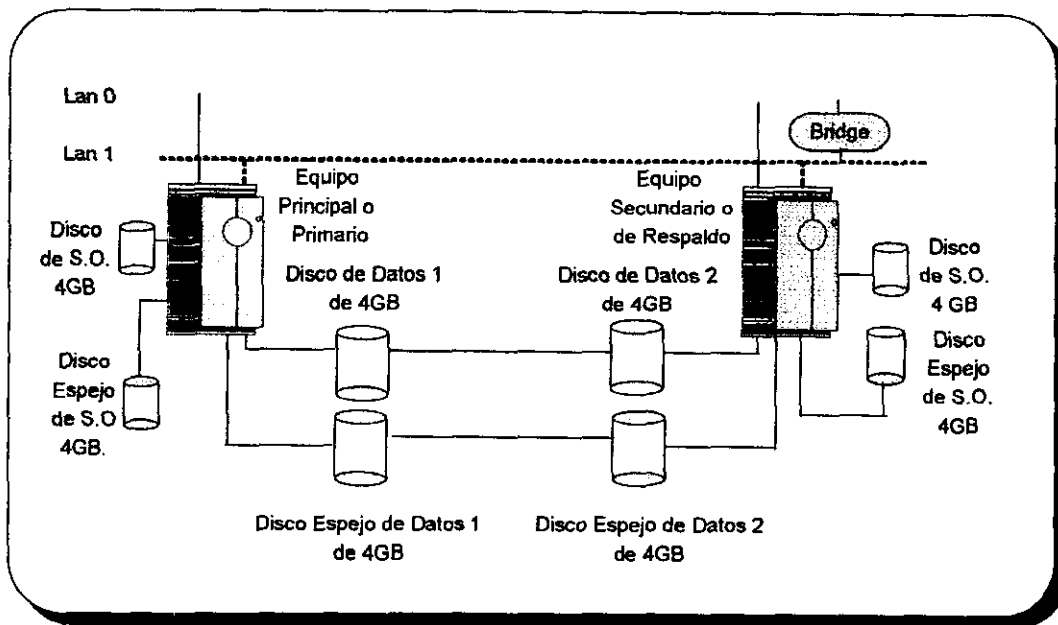 Lan 0
Bridge
Lan 1
Equipo
Principal o
Primario
Equipo
Secundario o
de Respaldo
Disco
de S.O.
4GB
Disco de Datos 1
de 4GB
Disco de Datos 2
de 4GB
Disco
de S.O.
4 GB
Disco
Espejo
de S.O
4GB.
Disco
Espejo
de S.O.
4GB
Disco Espejo de Datos 1
de 4GB
Disco Espejo de Datos 2
de 4GB